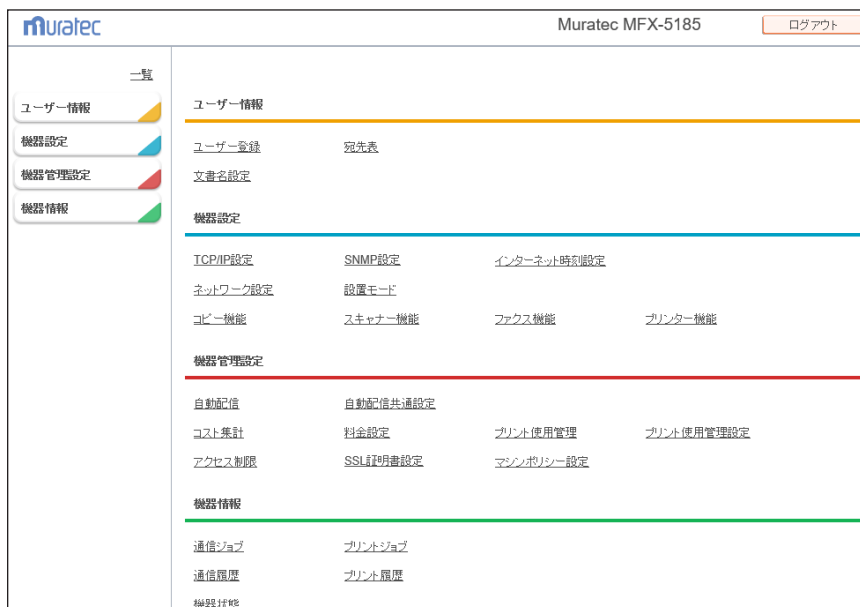 muratec Muratec MFX-5185 ログアウト
一覧
ユーザー情報
機器設定
機器管理設定
機器情報
ユーザー情報
ユーザー登録 宛先表
文書名設定
機器設定
TCP/IP設定 SNMP設定 インターネット時刻設定
ネットワーク設定 設置モード
コピー機能 スキャナー機能 ファクス機能 プリンター機能
機器管理設定
自動配信 自動配信共通設定
コスト集計 料金設定 プリント使用管理 プリント使用管理設定
アクセス制限 SSL証明書設定 マシンポリシー設定
機器情報
通信ジョブ プリントジョブ
通信履歴 プリント履歴
機器状態